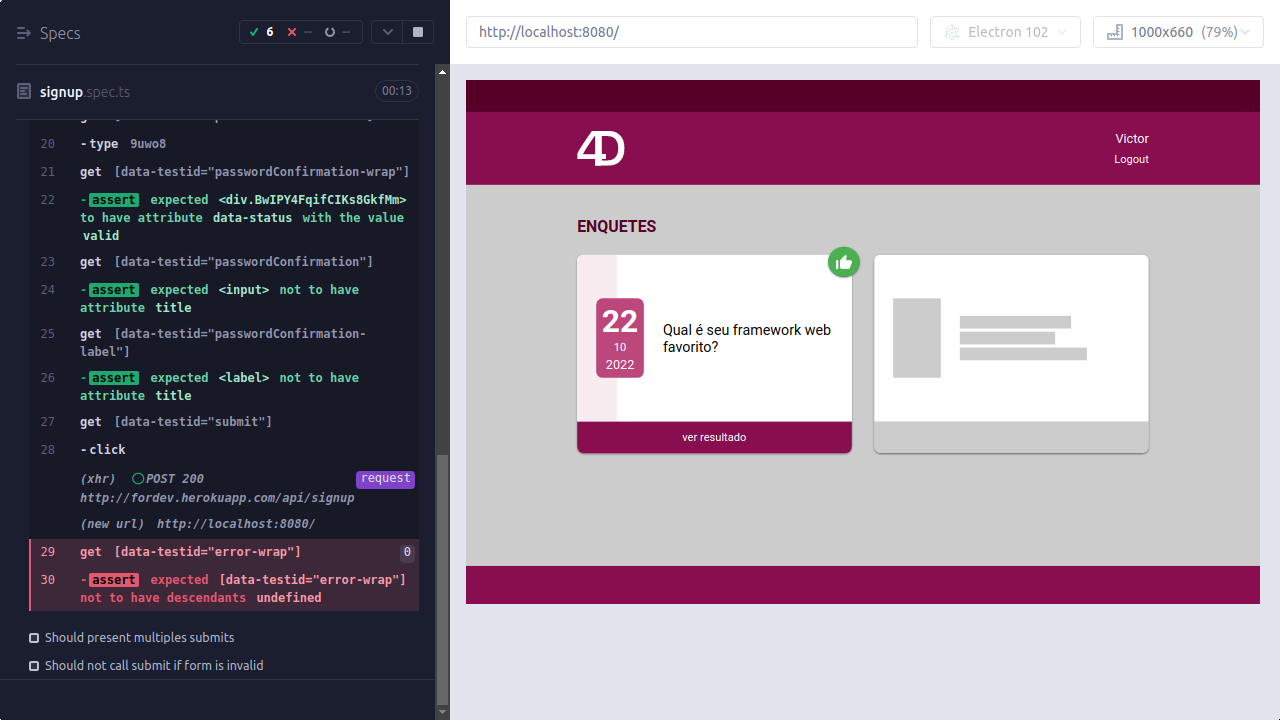 Specs
6
--
--
signup.spec.ts
00:13
20 -type 9uwo8
21 get [data-testid="passwordConfirmation-wrap"]
22 -assert expected <div.BwIPY4FqifCIKs8GkfMm>
to have attribute data-status with the value
valid
23 get [data-testid="passwordConfirmation"]
24 -assert expected <input> not to have
attribute title
25 get [data-testid="passwordConfirmation-
label"]
26 -assert expected <label> not to have
attribute title
27 get [data-testid="submit"]
28 -click
(xhr) POST 200 request
http://fordev.herokuapp.com/api/signup
(new url) http://localhost:8080/
29 get [data-testid="error-wrap"] 0
30 -assert expected [data-testid="error-wrap"]
not to have descendants undefined
Should present multiples submits
Should not call submit if form is invalid
http://localhost:8080/
Electron 102
1000x660 (79%)
4D
Victor
Logout
ENQUETES
22
10
2022
Qual é seu framework web
favorito?
ver resultado